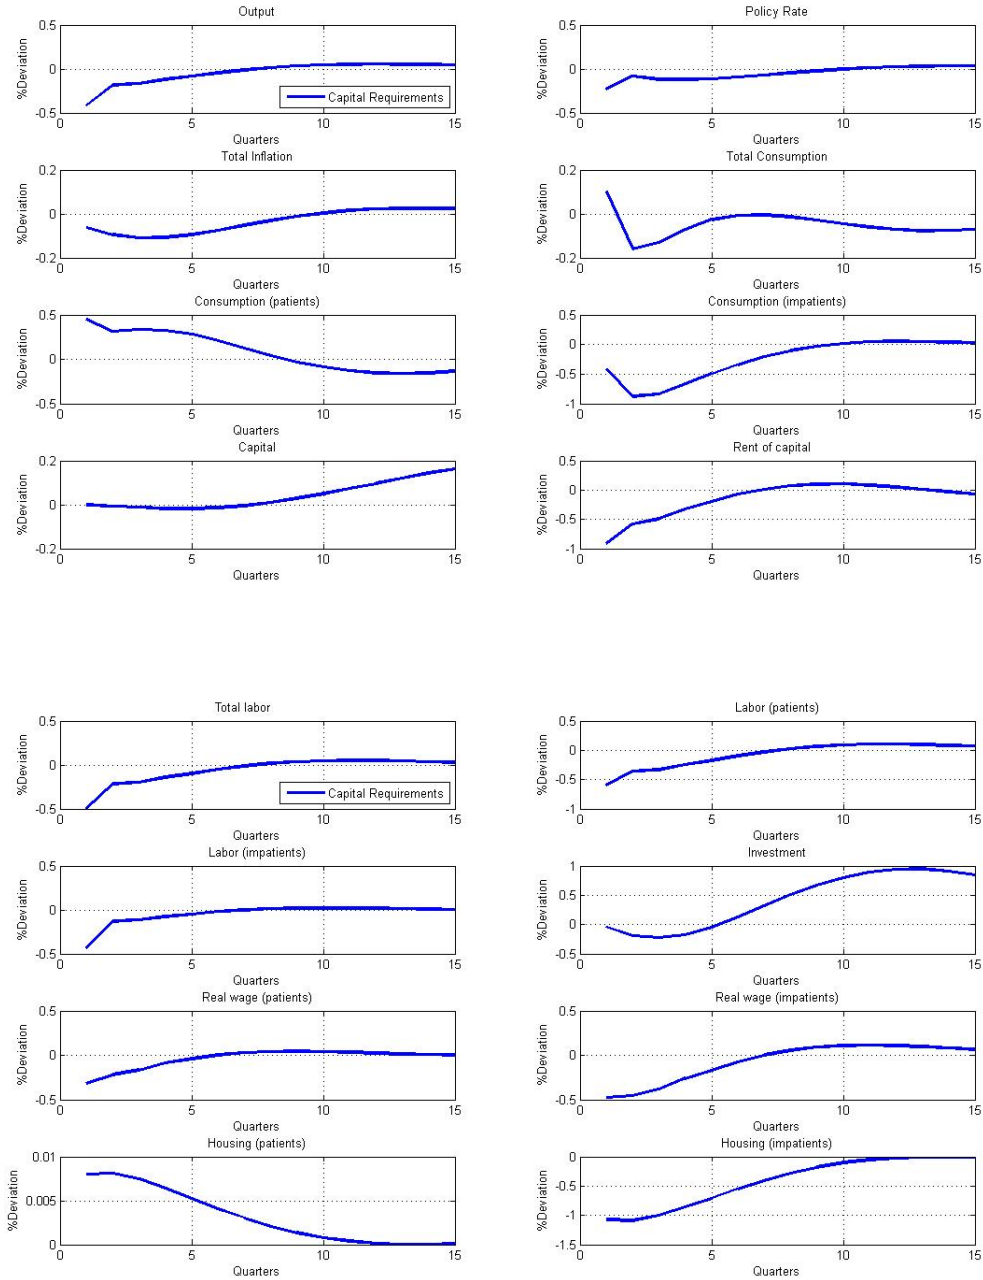 Output
0.5
0
-0.5
%Deviation
0 5 10 15
Quarters
Capital Requirements
Policy Rate
0.5
0
-0.5
%Deviation
0 5 10 15
Quarters
Total Inflation
0.2
0
-0.2
%Deviation
0 5 10 15
Quarters
Total Consumption
0.2
0
-0.2
%Deviation
0 5 10 15
Quarters
Consumption (patients)
0.5
0
-0.5
%Deviation
0 5 10 15
Quarters
Consumption (impatients)
0.5
0
-0.5
-1
%Deviation
0 5 10 15
Quarters
Capital
0.2
0
-0.2
%Deviation
0 5 10 15
Quarters
Rent of capital
0.5
0
-0.5
-1
%Deviation
0 5 10 15
Quarters
Total labor
0.5
0
-0.5
%Deviation
0 5 10 15
Quarters
Capital Requirements
Labor (patients)
0.5
0
-0.5
-1
%Deviation
0 5 10 15
Quarters
Labor (impatients)
0.5
0
-0.5
%Deviation
0 5 10 15
Quarters
Investment
1
0.5
0
-0.5
%Deviation
0 5 10 15
Quarters
Real wage (patients)
0.5
0
-0.5
%Deviation
0 5 10 15
Quarters
Real wage (impatients)
0.5
0
-0.5
%Deviation
0 5 10 15
Quarters
Housing (patients)
0.01
0.005
0
%Deviation
0 5 10 15
Quarters
Housing (impatients)
0
-0.5
-1
-1.5
%Deviation
0 5 10 15
Quarters